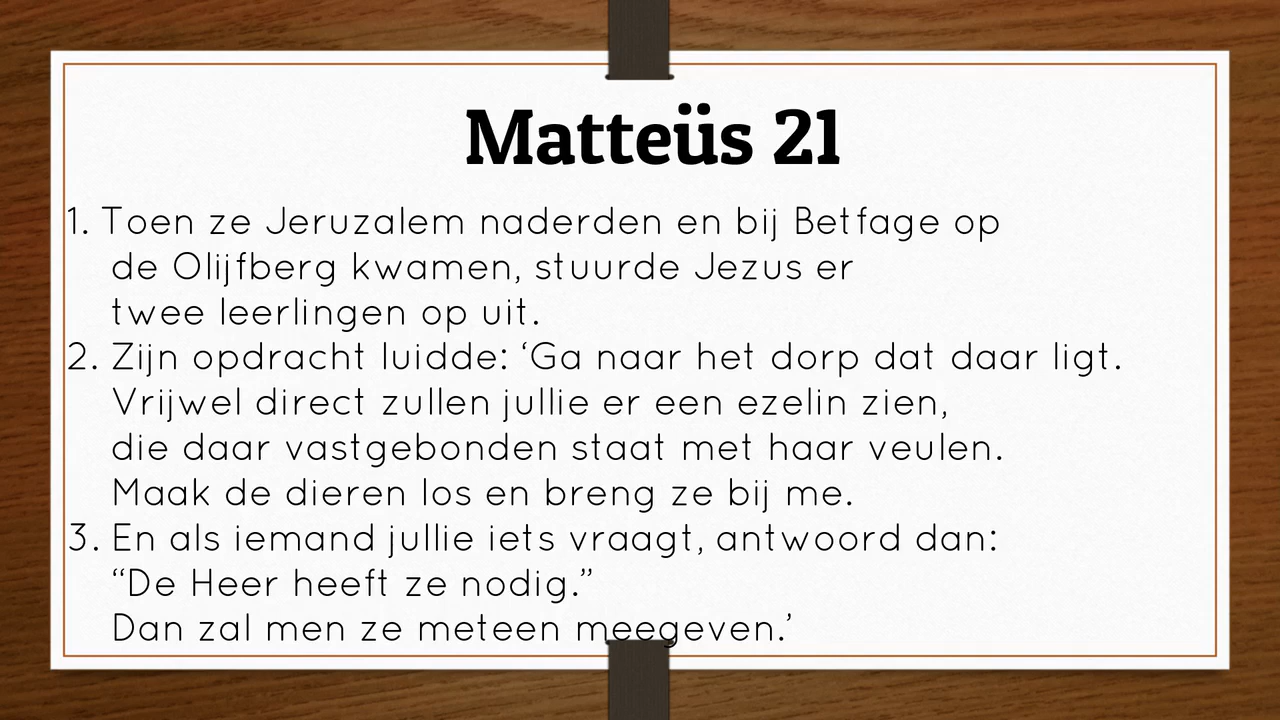 Matteüs 21
1. Toen ze Jeruzalem naderden en bij Betfage op
de Olijfberg kwamen, stuurde Jezus er
twee leerlingen op uit.
2. Zijn opdracht luidde: ‘Ga naar het dorp dat daar ligt.
Vrijwel direct zullen jullie er een ezelin zien,
die daar vastgebonden staat met haar veulen.
Maak de dieren los en breng ze bij me.
3. En als iemand jullie iets vraagt, antwoord dan:
“De Heer heeft ze nodig.”
Dan zal men ze meteen meegeven.’